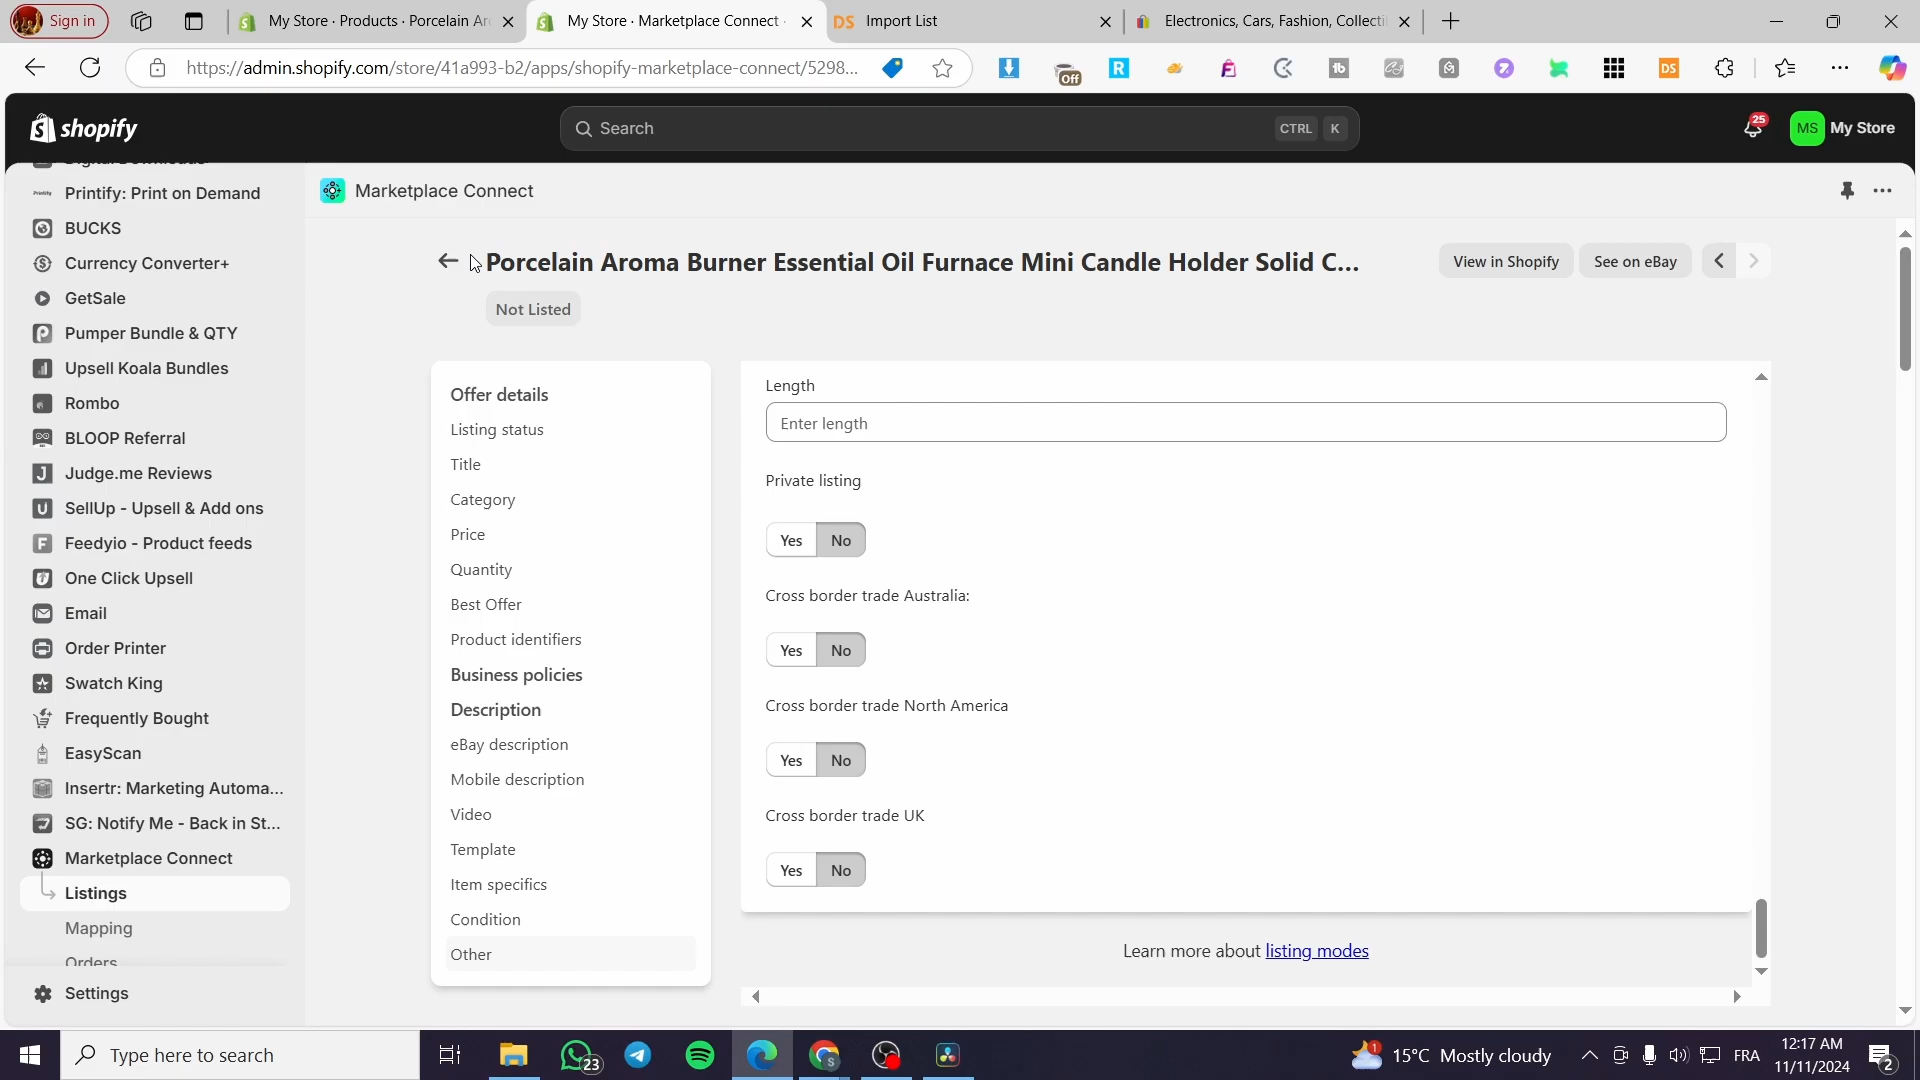 Sign in
My Store · Products · Porcelain Ar
My Store · Marketplace Connect ·
DS Import List
Electronics, Cars, Fashion, Collecti
https://admin.shopify.com/store/41a993-b2/apps/shopify-marketplace-connect/5298...
Off
R
tb
DS
shopify
Search
CTRL K
25
MS My Store
Printify: Print on Demand
BUCKS
Currency Converter+
GetSale
Pumper Bundle & QTY
Upsell Koala Bundles
Rombo
BLOOP Referral
Judge.me Reviews
SellUp - Upsell & Add ons
Feedyio - Product feeds
One Click Upsell
Email
Order Printer
Swatch King
Frequently Bought
EasyScan
Insertr: Marketing Automa...
SG: Notify Me - Back in St...
Marketplace Connect
Listings
Mapping
Orders
Settings
Marketplace Connect
Porcelain Aroma Burner Essential Oil Furnace Mini Candle Holder Solid C...
View in Shopify
See on eBay
Not Listed
Offer details
Listing status
Title
Category
Price
Quantity
Best Offer
Product identifiers
Business policies
Description
eBay description
Mobile description
Video
Template
Item specifics
Condition
Other
Length
Enter length
Private listing
Yes No
Cross border trade Australia:
Yes No
Cross border trade North America
Yes No
Cross border trade UK
Yes No
Learn more about listing modes
Type here to search
23
15°C Mostly cloudy
FRA
12:17 AM
11/11/2024
2